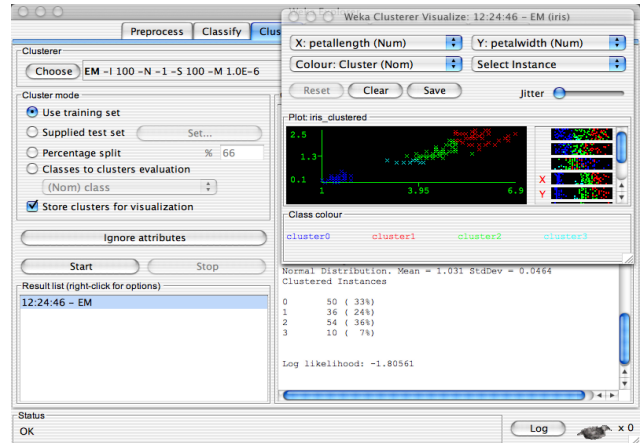 Weka Clusterer Visualize: 12:24:46 – EM (iris)
Preprocess
Classify
Clus
Clusterer
Choose
EM –I 100 –N –1 –S 100 –M 1.0E–6
Cluster mode
Use training set
Supplied test set
Set...
Percentage split
% 66
Classes to clusters evaluation
(Nom) class
Store clusters for visualization
Ignore attributes
Start
Stop
Result list (right-click for options)
12:24:46 – EM
X: petallength (Num)
Y: petalwidth (Num)
Colour: Cluster (Nom)
Select Instance
Reset
Clear
Save
Jitter
Plot: iris_clustered
2.5
1.3
0.1
1
3.95
6.9
X
Y
Class colour
cluster0
cluster1
cluster2
cluster3
Normal Distribution. Mean = 1.031 StdDev = 0.0464
Clustered Instances
0 50 ( 33%)
1 36 ( 24%)
2 54 ( 36%)
3 10 ( 7%)
Log likelihood: -1.80561
Status
OK
Log
x 0